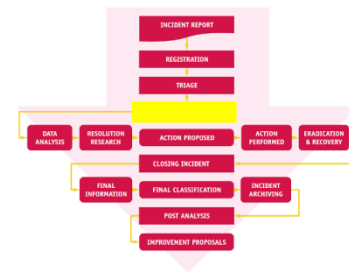 INCIDENT REPORT
REGISTRATION
TRIAGE
DATA
ANALYSIS
RESOLUTION
RESEARCH
ACTION PROPOSED
ACTION
PERFORMED
ERADICATION
& RECOVERY
CLOSING INCIDENT
FINAL
INFORMATION
FINAL CLASSIFICATION
INCIDENT
ARCHIVING
POST ANALYSIS
IMPROVEMENT PROPOSALS